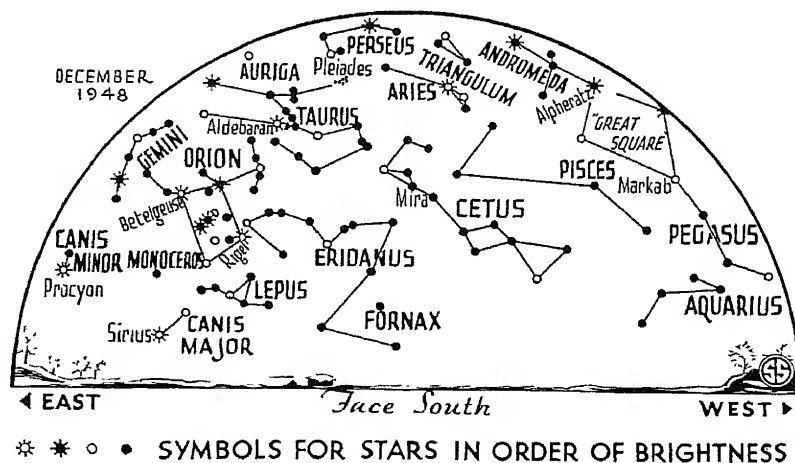 DECEMBER
1948
PERSEUS
Pleiades
AURIGA
TRIANGULUM
ANDROMEDA
Alpheratz
ARIES
TAURUS
Aldebaran
"GREAT
SQUARE"
GEMINI
ORION
PISCES
Markab
Betelgeuse
Mira
CETUS
PEGASUS
CANIS
MINOR
MONOCEROS
Rigel
ERIDANUS
Procyon
LEPUS
AQUARIUS
FORNAX
Sirius
CANIS
MAJOR
EAST
Face South
WEST
SYMBOLS FOR STARS IN ORDER OF BRIGHTNESS